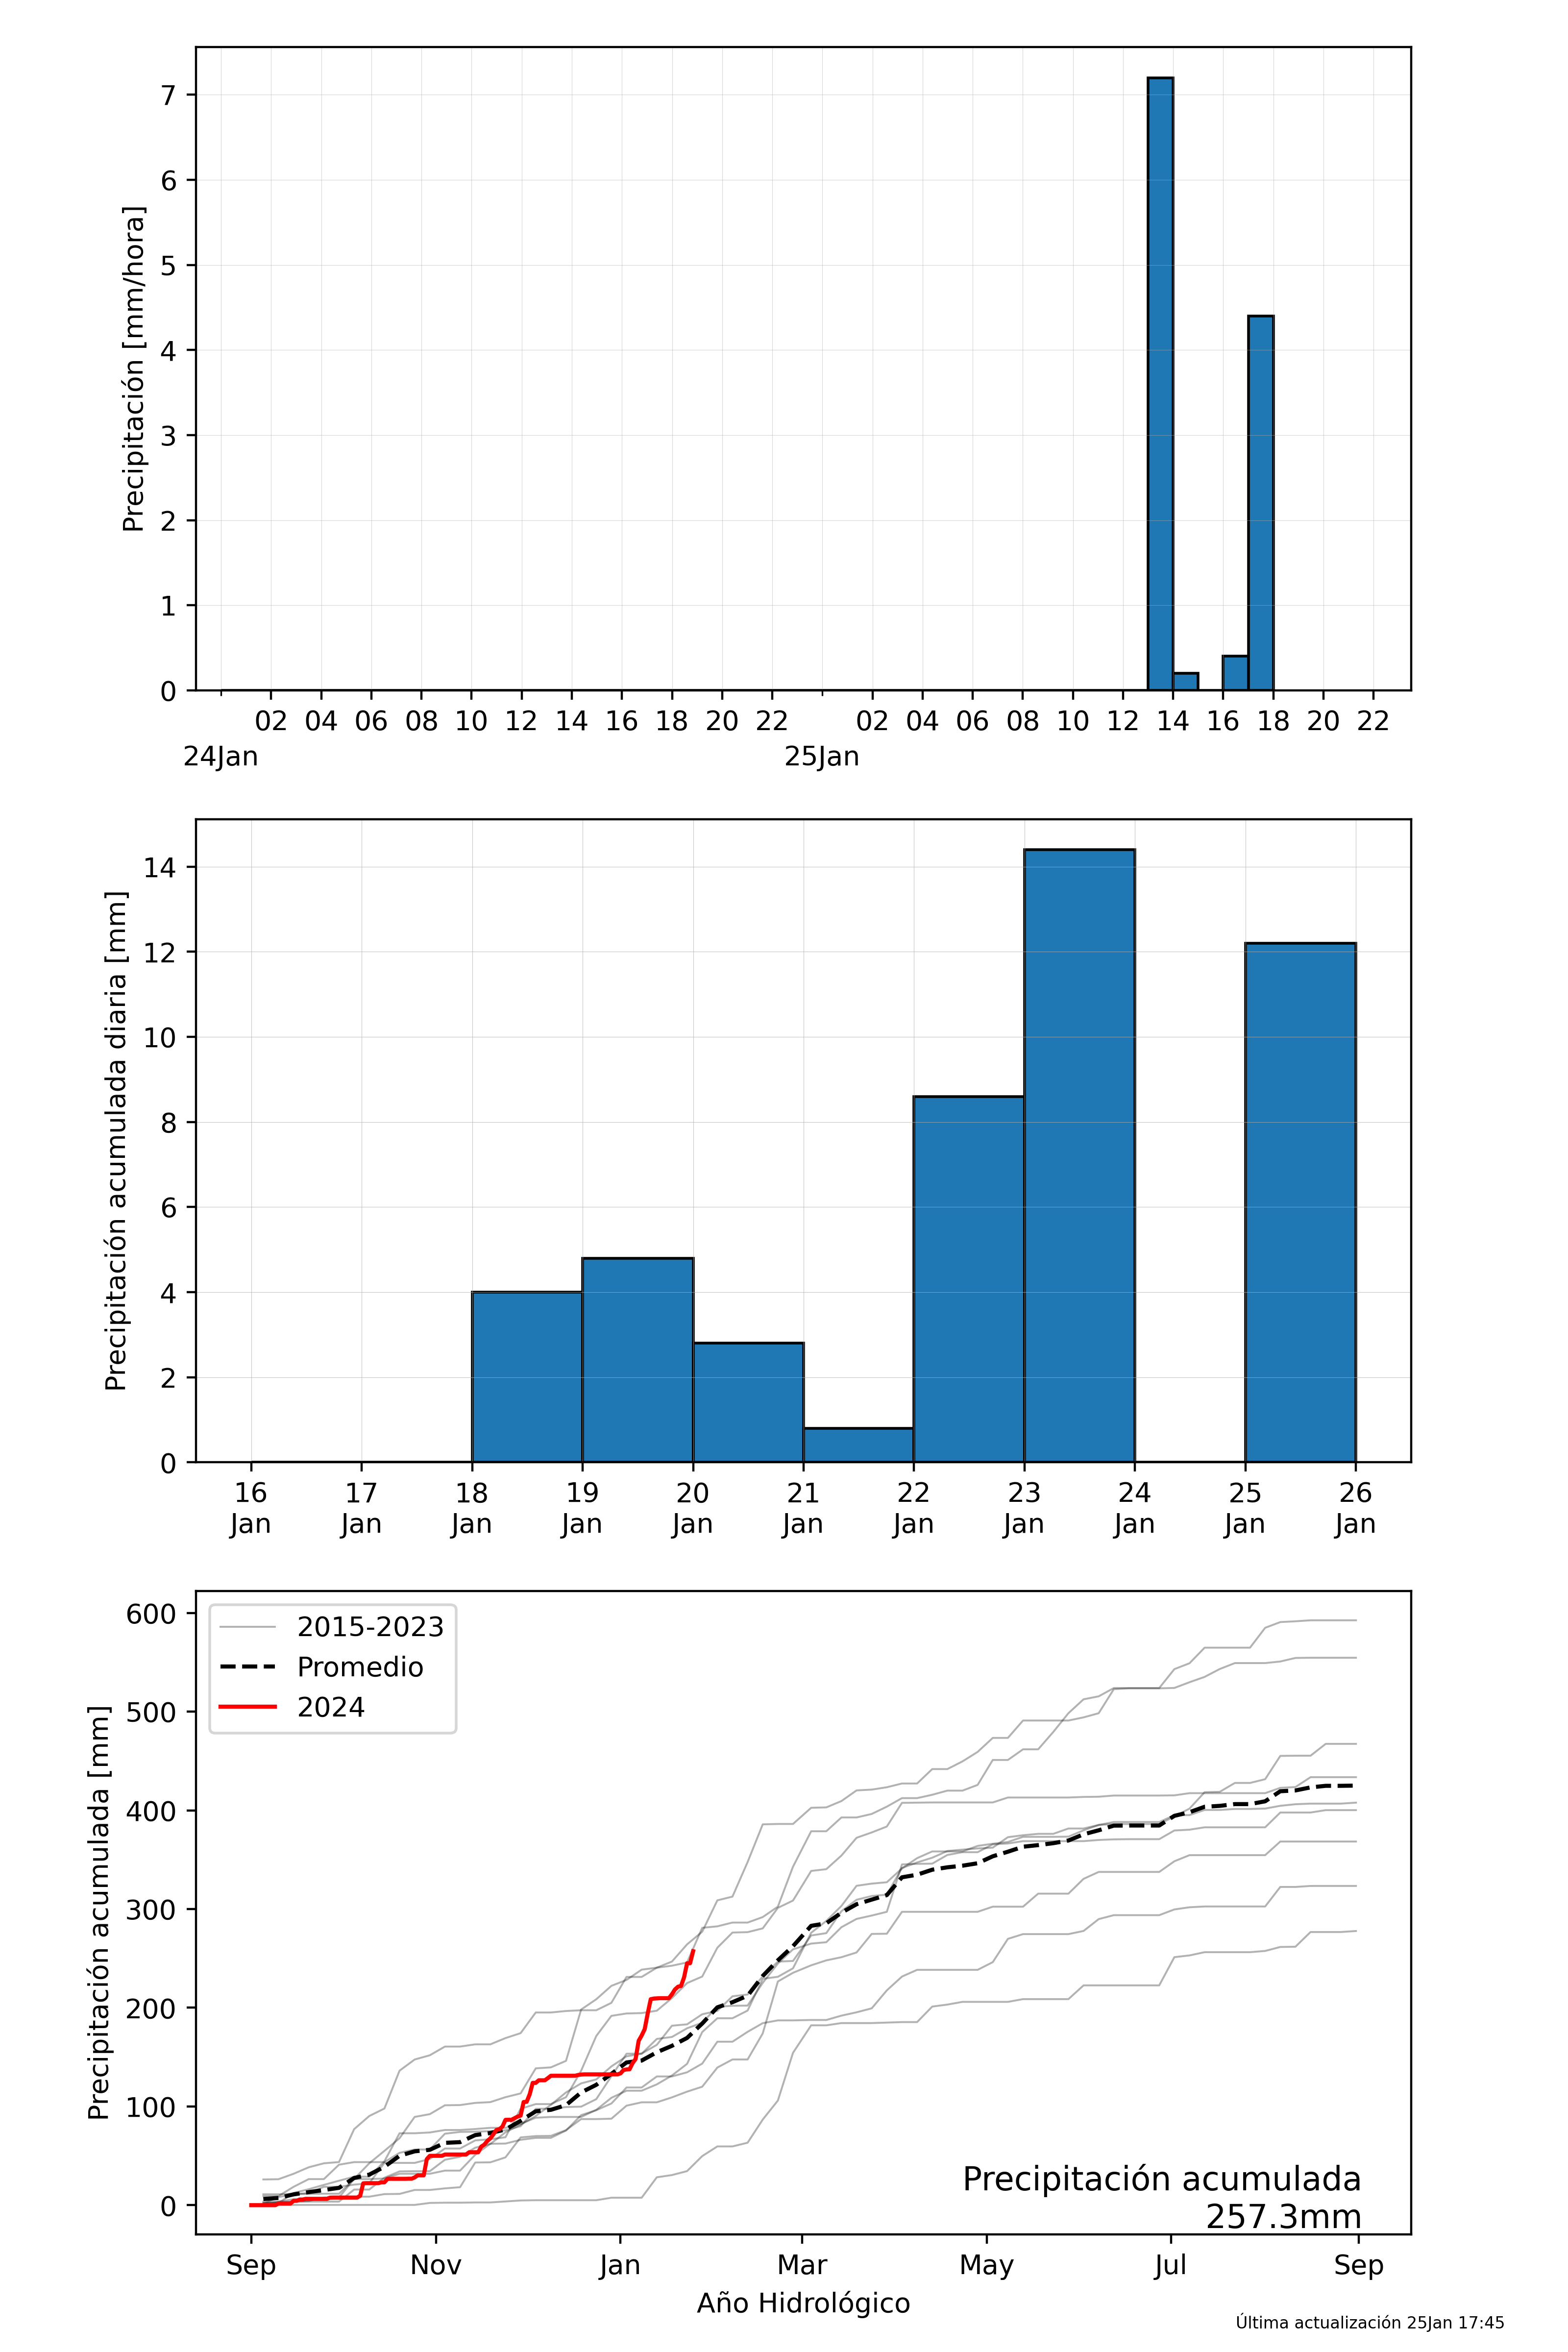 Precipitación [mm/hora]
7
6
5
4
3
2
1
0
02 04 06 08 10 12 14 16 18 20 22 02 04 06 08 10 12 14 16 18 20 22
24Jan 25Jan
Precipitación acumulada diaria [mm]
14
12
10
8
6
4
2
0
16 17 18 19 20 21 22 23 24 25 26
Jan Jan Jan Jan Jan Jan Jan Jan Jan Jan Jan
Precipitación acumulada [mm]
600
500
400
300
200
100
0
2015-2023
Promedio
2024
Precipitación acumulada
257.3mm
Sep Nov Jan Mar May Jul Sep
Año Hidrológico
Última actualización 25Jan 17:45